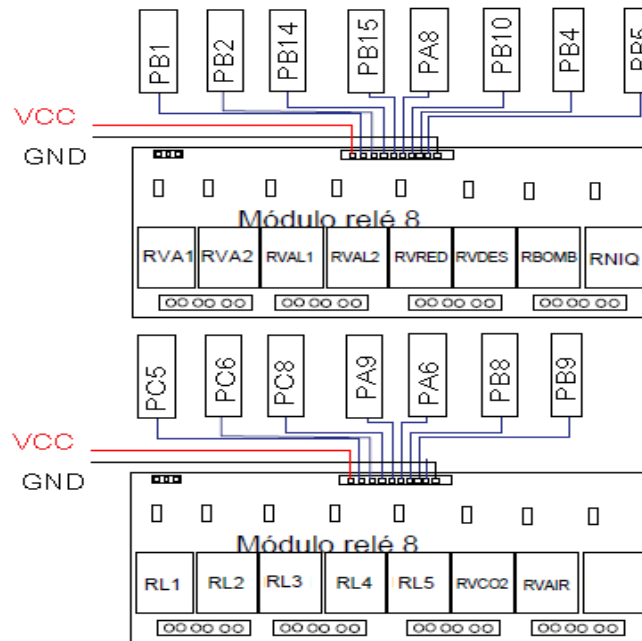 PB1 PB2 PB14 PB15 PA8 PB10 PB4 PB5
VCC
GND
Módulo relé 8
RVA1 RVA2 RVAL1 RVAL2 RVRED RVDES RBOMB RNIQ
PC5 PC6 PC8 PA9 PA6 PB8 PB9
VCC
GND
Módulo relé 8
RL1 RL2 RL3 RL4 RL5 RVCO2 RVAIR